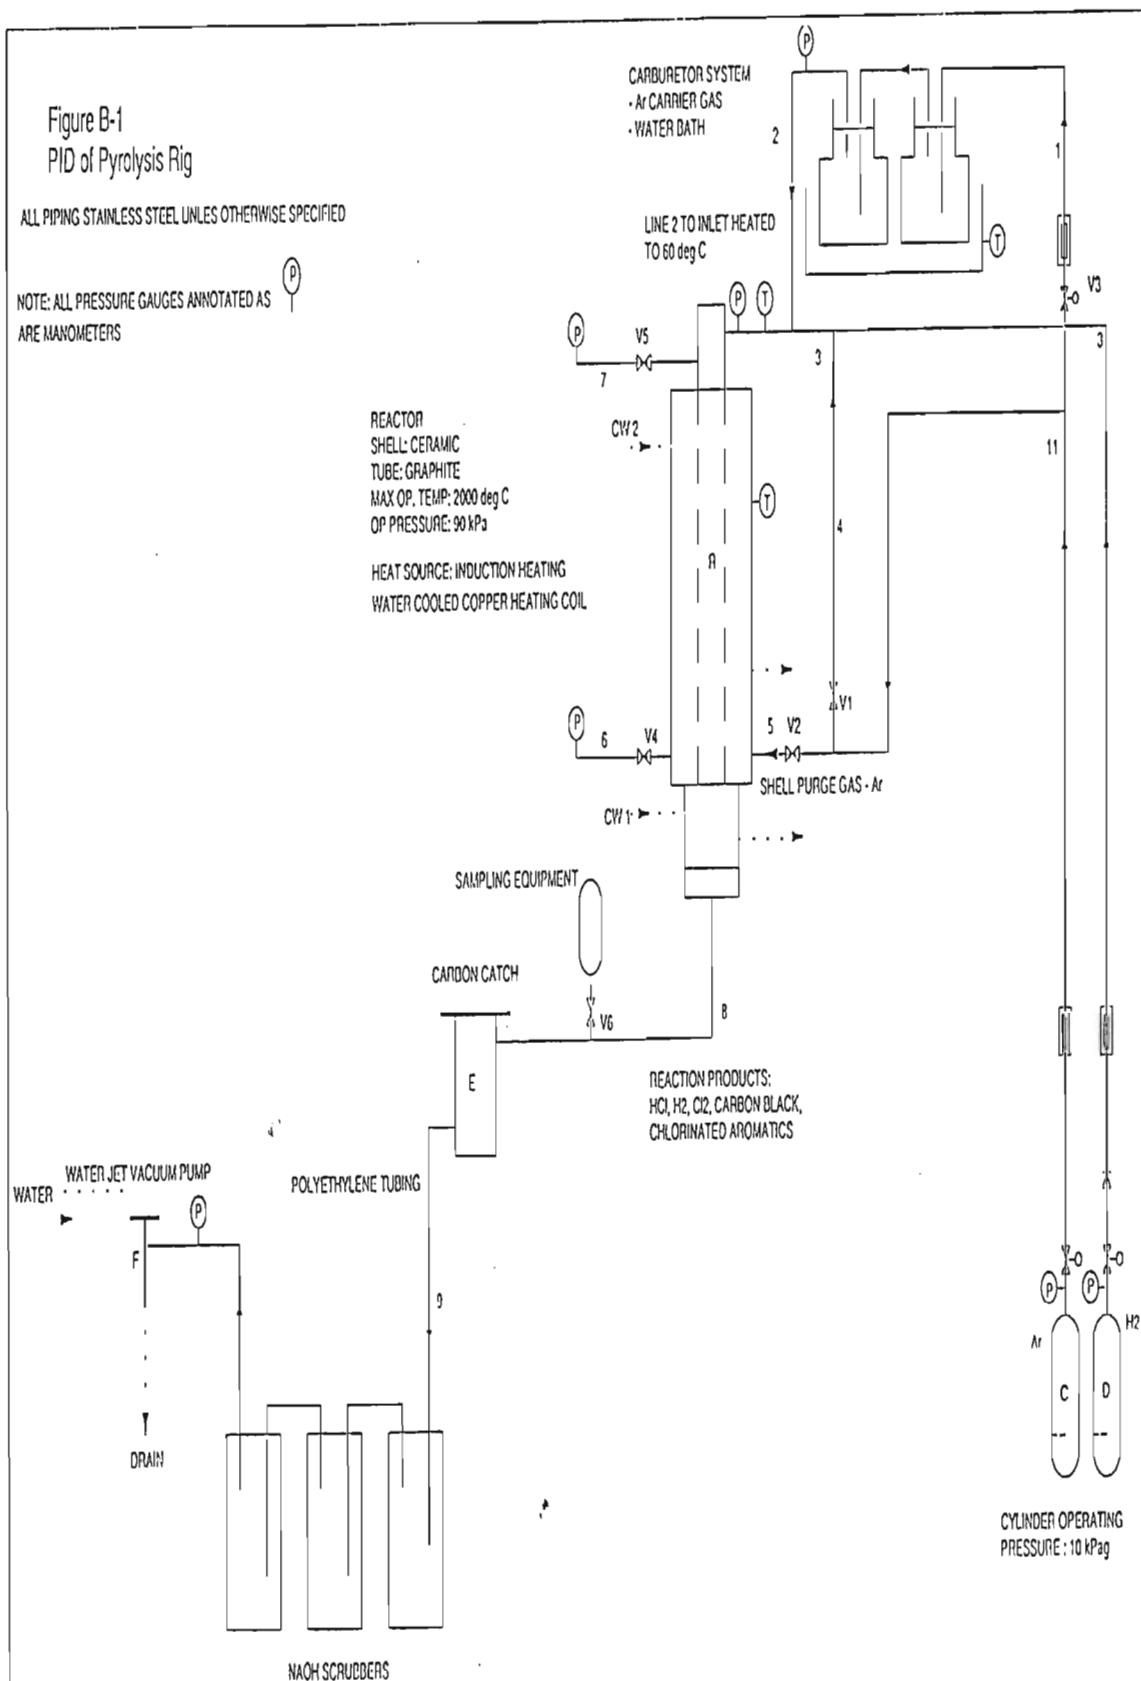 Figure B-1
PID of Pyrolysis Rig
ALL PIPING STAINLESS STEEL UNLES OTHERWISE SPECIFIED
NOTE: ALL PRESSURE GAUGES ANNOTATED AS
P
ARE MANOMETERS
CARBURETOR SYSTEM
- Ar CARRIER GAS
- WATER BATH
P
2
1
LINE 2 TO INLET HEATED
TO 60 deg C
T
V3
P
T
3
3
P
V5
7
REACTOR
SHELL: CERAMIC
TUBE: GRAPHITE
MAX OP. TEMP: 2000 deg C
OP PRESSURE: 90 kPa
HEAT SOURCE: INDUCTION HEATING
WATER COOLED COPPER HEATING COIL
CW 2
T
11
4
A
V1
P
6
V4
5
V2
SHELL PURGE GAS - Ar
CW 1
SAMPLING EQUIPMENT
CARBON CATCH
V6
8
E
REACTION PRODUCTS:
HCl, H2, Cl2, CARBON BLACK,
CHLORINATED AROMATICS
WATER JET VACUUM PUMP
WATER
POLYETHYLENE TUBING
P
F
9
DRAIN
P
P
Ar
H2
C
D
CYLINDER OPERATING
PRESSURE : 10 kPag
NAOH SCRUBBERS